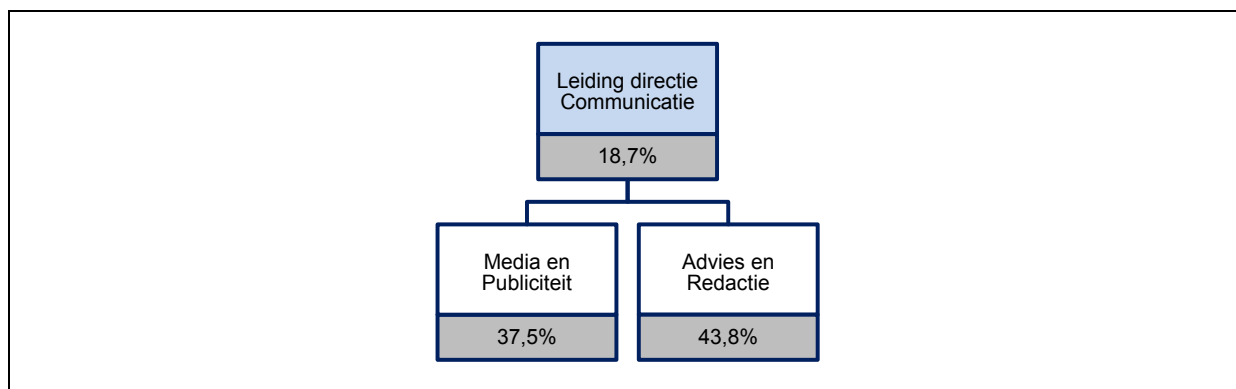 Leiding directie
Communicatie
18,7%
Media en
Publiciteit
37,5%
Advies en
Redactie
43,8%